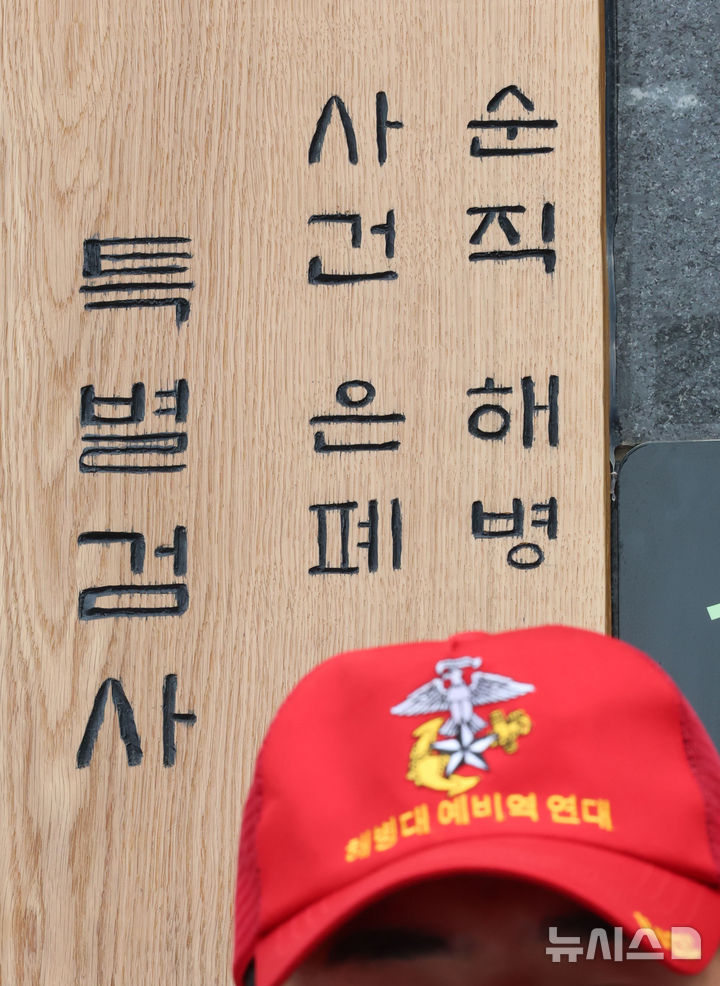 순직 해병
사건 은폐
특별검사
해병대 예비역 연대
뉴시스